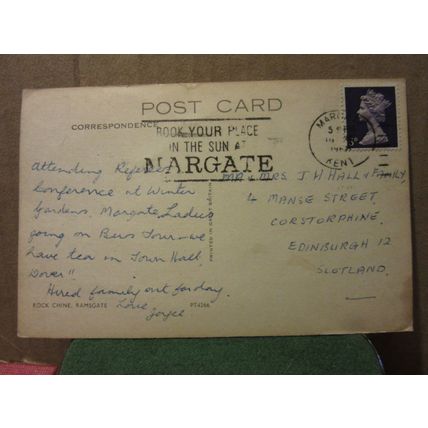 POST CARD
CORRESPONDENCE
BOOK YOUR PLACE
IN THE SUN AT
MARGATE
MARGATE
KENT
Attending
Conference at Winter
Gardens, Margate, Ladies
going on Bus Tour – we
have tea in Town Hall,
Dover!!
Hired family out for day.
Love,
Joyce
MR & MRS. J H HALL & FAMILY,
4 MANSE STREET,
CORSTORPHINE,
EDINBURGH 12
SCOTLAND.
EDCK CHINE, RAMSGATE
PT4266